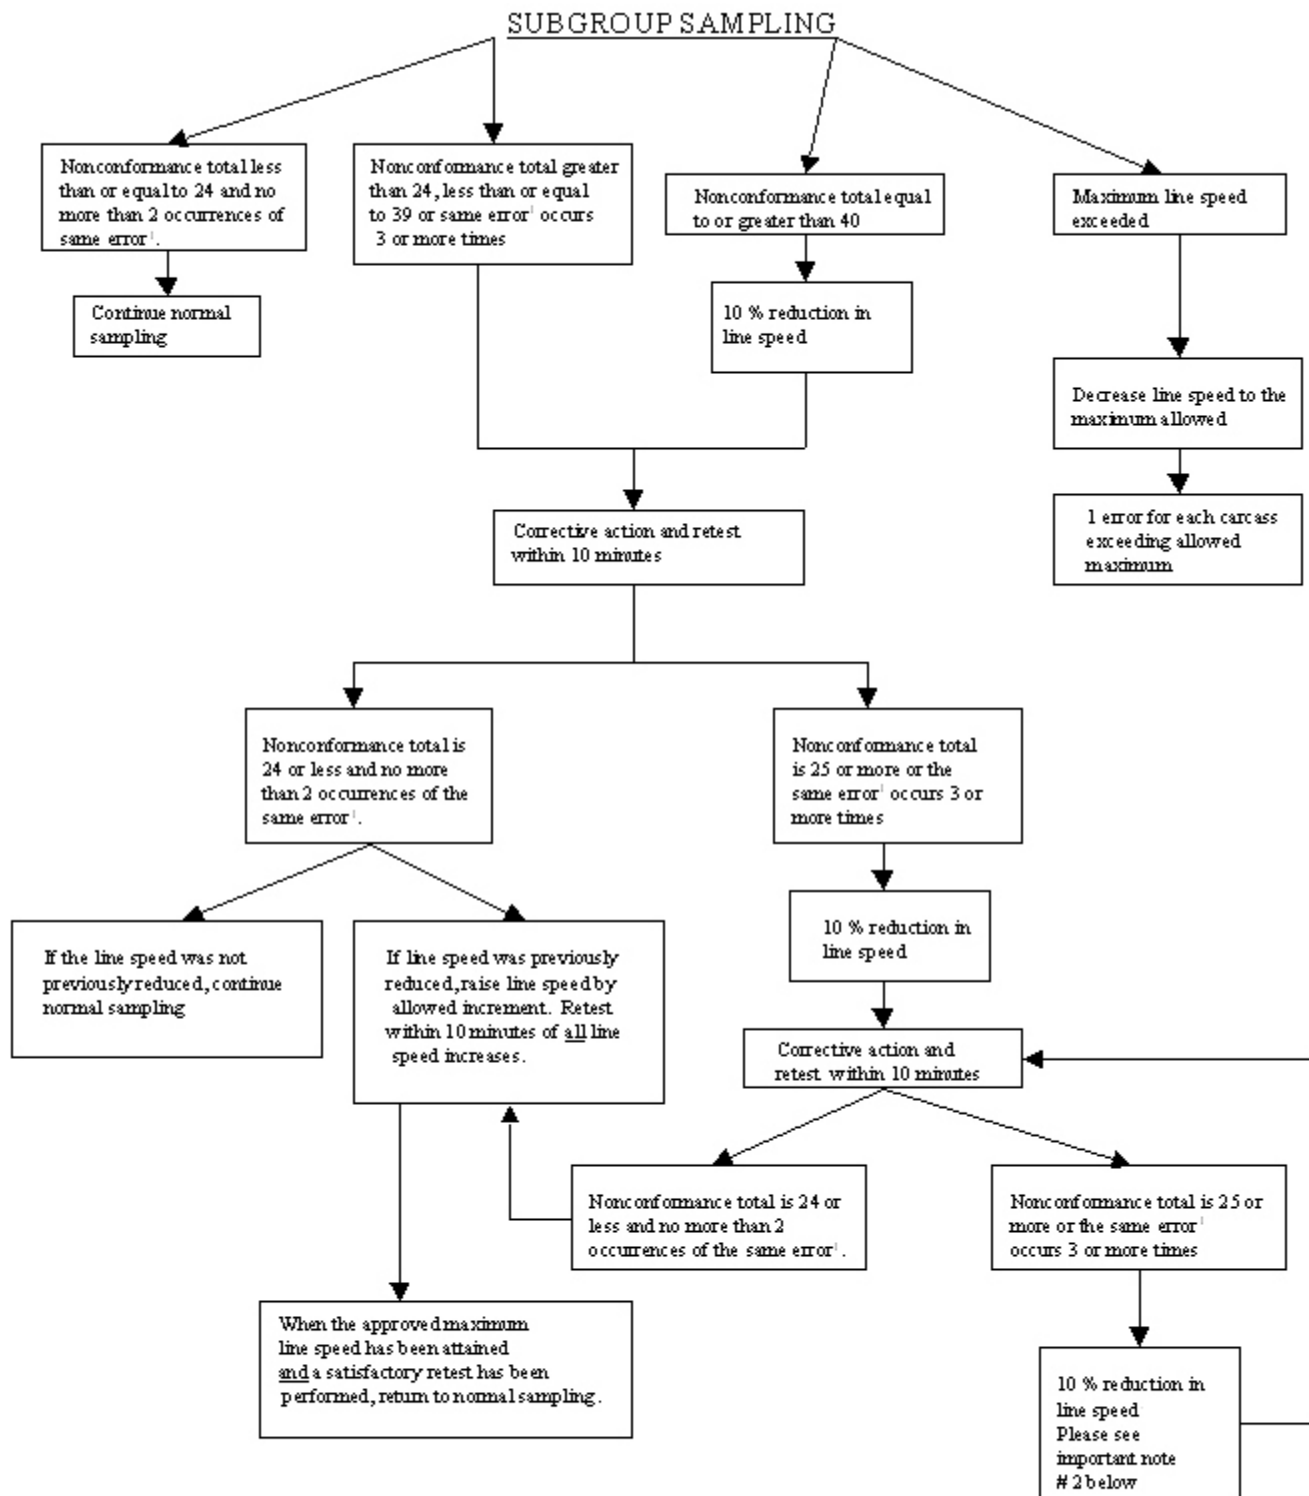 SUBGROUP SAMPLING
Nonconformance total less
than or equal to 24 and no
more than 2 occurrences of
same error¹.
Nonconformance total greater
than 24, less than or equal
to 39 or same error¹ occurs
3 or more times
Nonconformance total equal
to or greater than 40
Maximum line speed
exceeded
Continue normal
sampling
10 % reduction in
line speed
Decrease line speed to the
maximum allowed
1 error for each carcass
exceeding allowed
maximum
Corrective action and retest
within 10 minutes
Nonconformance total is
24 or less and no more
than 2 occurrences of the
same error¹.
Nonconformance total
is 25 or more or the
same error¹ occurs 3 or
more times
10 % reduction in
line speed
If the line speed was not
previously reduced, continue
normal sampling
If line speed was previously
reduced, raise line speed by
allowed increment. Retest
within 10 minutes of all line
speed increases.
Corrective action and
retest within 10 minutes
Nonconformance total is 24 or
less and no more than 2
occurrences of the same error¹.
Nonconformance total is 25 or
more or the same error¹
occurs 3 or more times
When the approved maximum
line speed has been attained
and a satisfactory retest has been
performed, return to normal sampling.
10 % reduction in
line speed
Please see
important note
# 2 below